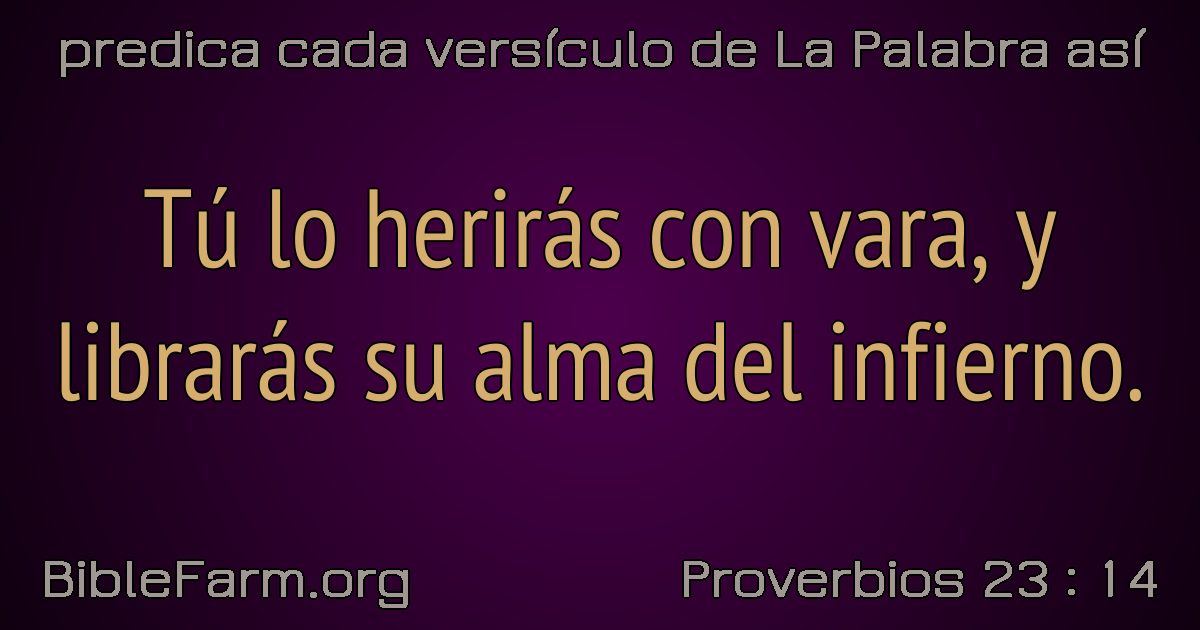 predica cada versículo de La Palabra así
Tú lo herirás con vara, y
librarás su alma del infierno.
BibleFarm.org
Proverbios 23 : 14